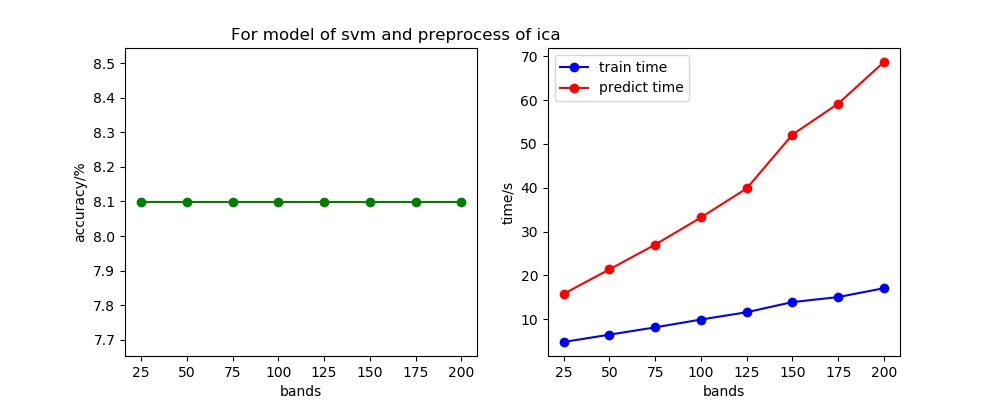 For model of svm and preprocess of ica
accuracy/%
8.5
8.4
8.3
8.2
8.1
8.0
7.9
7.8
7.7
25 50 75 100 125 150 175 200
bands
time/s
70
60
50
40
30
20
10
train time
predict time
25 50 75 100 125 150 175 200
bands